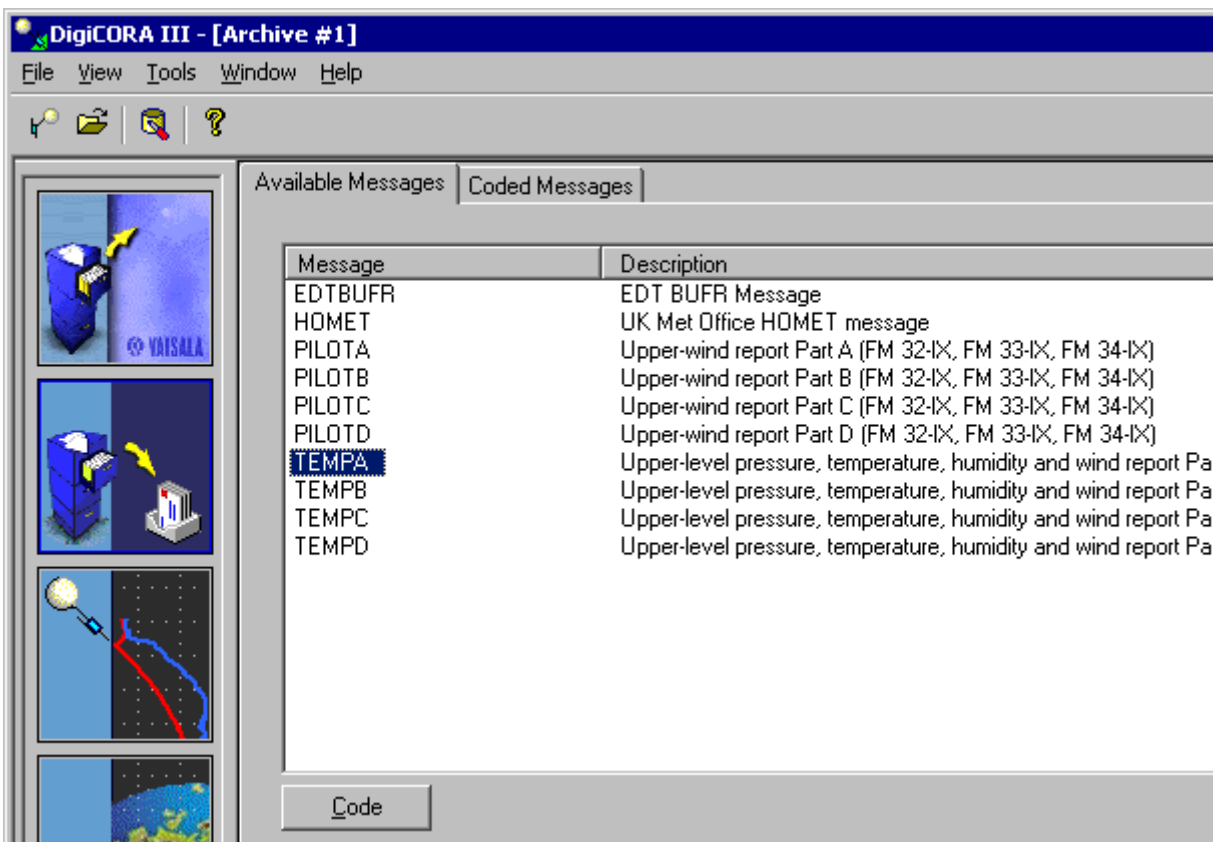 DigiCORA III - [Archive #1]
File View Tools Window Help
Available Messages Coded Messages
VAISALA
Message Description
EDTBUFR EDT BUFR Message
HOMET UK Met Office HOMET message
PILOTA Upper-wind report Part A (FM 32-IX, FM 33-IX, FM 34-IX)
PILOTB Upper-wind report Part B (FM 32-IX, FM 33-IX, FM 34-IX)
PILOTC Upper-wind report Part C (FM 32-IX, FM 33-IX, FM 34-IX)
PILOTD Upper-wind report Part D (FM 32-IX, FM 33-IX, FM 34-IX)
TEMPA Upper-level pressure, temperature, humidity and wind report Pa
TEMPB Upper-level pressure, temperature, humidity and wind report Pa
TEMPC Upper-level pressure, temperature, humidity and wind report Pa
TEMPD Upper-level pressure, temperature, humidity and wind report Pa
Code